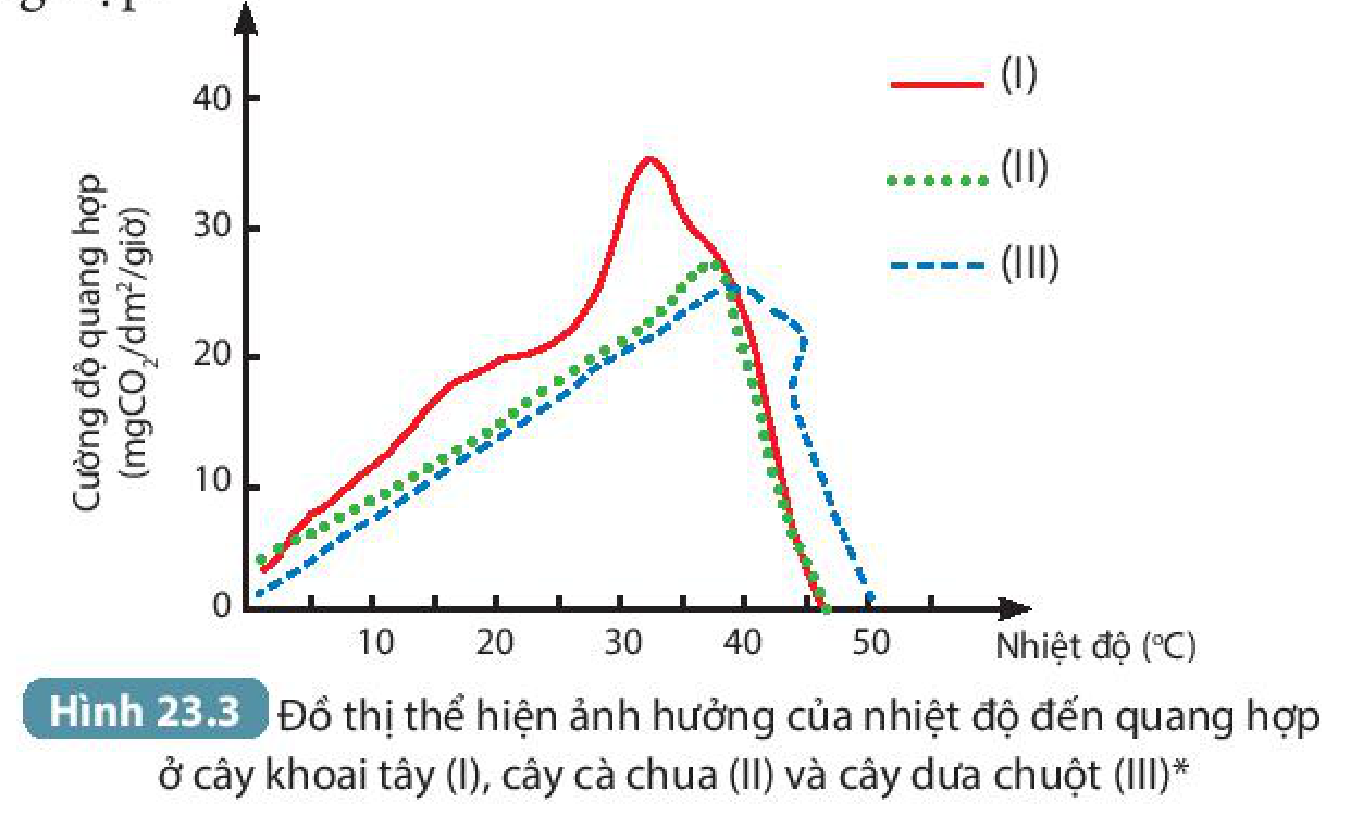 40
30
20
10
0
Cường độ quang hợp
(mgCO₂/dm²/giờ)
(I)
(II)
(III)
10 20 30 40 50 Nhiệt độ (°C)
Hình 23.3 Đồ thị thể hiện ảnh hưởng của nhiệt độ đến quang hợp
ở cây khoai tây (I), cây cà chua (II) và cây dưa chuột (III)*